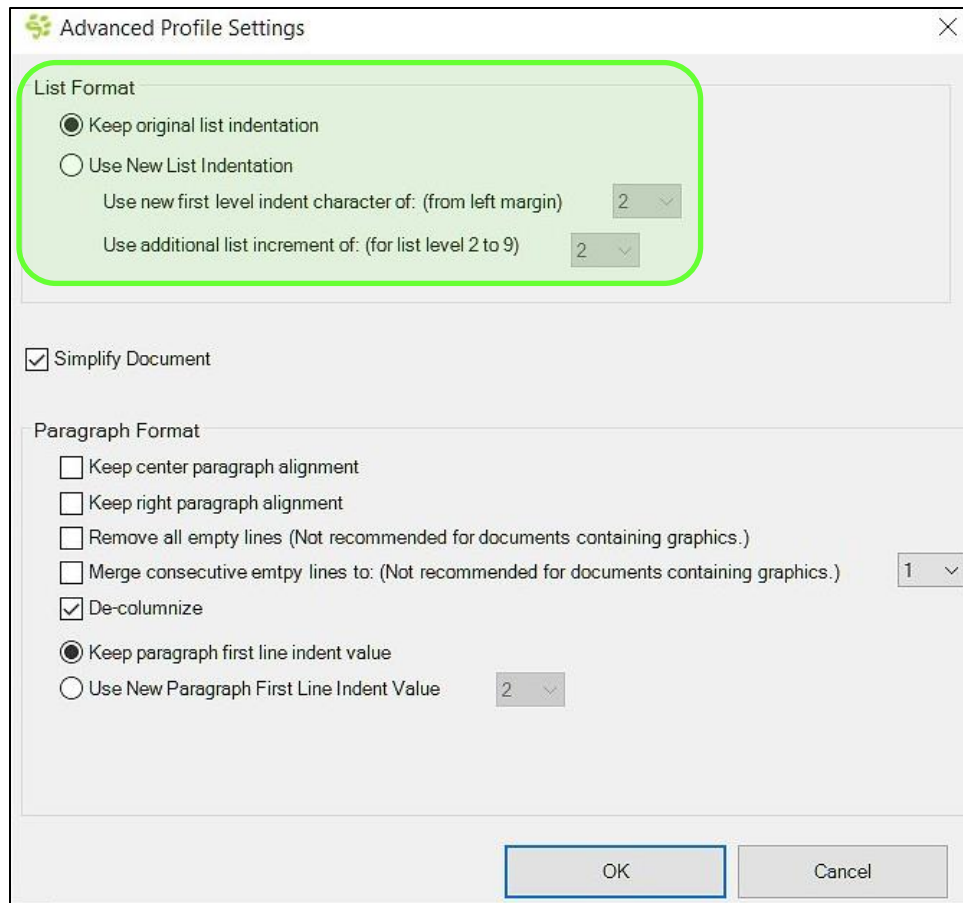 Advanced Profile Settings
List Format
Keep original list indentation
Use New List Indentation
Use new first level indent character of: (from left margin) 2
Use additional list increment of: (for list level 2 to 9) 2
Simplify Document
Paragraph Format
Keep center paragraph alignment
Keep right paragraph alignment
Remove all empty lines (Not recommended for documents containing graphics.)
Merge consecutive emtpy lines to: (Not recommended for documents containing graphics.) 1
De-columnize
Keep paragraph first line indent value
Use New Paragraph First Line Indent Value 2
OK Cancel